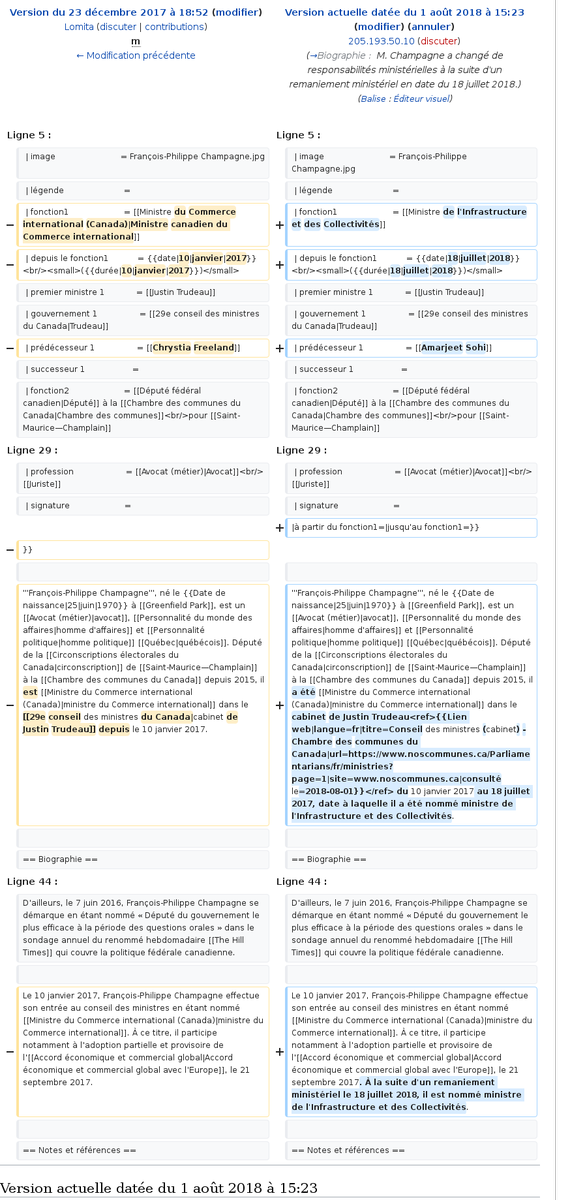 Version du 23 décembre 2017 à 18:52 (modifier)
Lomita (discuter | contributions)
m
← Modification précédente
Version actuelle datée du 1 août 2018 à 15:23
(modifier) (annuler)
205.193.50.10 (discuter)
(→Biographie : M. Champagne a changé de
responsabilités ministérielles à la suite d'un
remaniement ministériel en date du 18 juillet 2018.)
(Balise : Éditeur visuel)
Ligne 5 :
| image = François-Philippe Champagne.jpg
| légende =
− | fonction1 = [[Ministre du Commerce
international (Canada)|Ministre canadien du
Commerce international]]
− | depuis le fonction1 = {{date|10|janvier|2017}}
<br/><small>({{durée|10|janvier|2017}})</small>
| premier ministre 1 = [[Justin Trudeau]]
| gouvernement 1 = [[29e conseil des ministres
du Canada|Trudeau]]
− | prédécesseur 1 = [[Chrystia Freeland]]
| successeur 1 =
| fonction2 = [[Député fédéral
canadien|Député]] à la [[Chambre des communes du
Canada|Chambre des communes]]<br/>pour [[Saint-
Maurice—Champlain]]
Ligne 5 :
| image = François-Philippe
Champagne.jpg
| légende =
+ | fonction1 = [[Ministre de l'Infrastructure
et des Collectivités]]
+ | depuis le fonction1 = {{date|18|juillet|2018}}
<br/><small>({{durée|18|juillet|2018}})</small>
| premier ministre 1 = [[Justin Trudeau]]
| gouvernement 1 = [[29e conseil des ministres
du Canada|Trudeau]]
+ | prédécesseur 1 = [[Amarjeet Sohi]]
| successeur 1 =
| fonction2 = [[Député fédéral
canadien|Député]] à la [[Chambre des communes du
Canada|Chambre des communes]]<br/>pour [[Saint-
Maurice—Champlain]]
Ligne 29 :
| profession = [[Avocat (métier)|Avocat]]<br/>
[[Juriste]]
| signature =
− }}
− '''François-Philippe Champagne''', né le {{Date de
naissance|25|juin|1970}} à [[Greenfield Park]], est un
[[Avocat (métier)|avocat]], [[Personnalité du monde des
affaires|homme d'affaires]] et [[Personnalité
politique|homme politique]] [[Québec|québécois]]. Député
de la [[Circonscriptions électorales du
Canada|circonscription]] de [[Saint-Maurice—Champlain]]
à la [[Chambre des communes du Canada]] depuis 2015, il
est [[Ministre du Commerce international
(Canada)|ministre du Commerce international]] dans le
[[29e conseil des ministres du Canada|cabinet de
Justin Trudeau]] depuis le 10 janvier 2017.
== Biographie ==
Ligne 29 :
| profession = [[Avocat (métier)|Avocat]]<br/>
[[Juriste]]
| signature =
+ |à partir du fonction1=|jusqu'au fonction1=}}
+ '''François-Philippe Champagne''', né le {{Date de
naissance|25|juin|1970}} à [[Greenfield Park]], est un
[[Avocat (métier)|avocat]], [[Personnalité du monde des
affaires|homme d'affaires]] et [[Personnalité
politique|homme politique]] [[Québec|québécois]]. Député
de la [[Circonscriptions électorales du
Canada|circonscription]] de [[Saint-Maurice—Champlain]]
à la [[Chambre des communes du Canada]] depuis 2015, il
a été [[Ministre du Commerce international
(Canada)|ministre du Commerce international]] dans le
cabinet de Justin Trudeau<ref>{{Lien
web|langue=fr|titre=Conseil des ministres (cabinet) -
Chambre des communes du
Canada|url=https://www.noscommunes.ca/Parliame
ntarians/fr/ministries?
page=1|site=www.noscommunes.ca|consulté
le=2018-08-01}}</ref> du 10 janvier 2017 au 18 juillet
2017, date à laquelle il a été nommé ministre de
l'Infrastructure et des Collectivités.
== Biographie ==
Ligne 44 :
D'ailleurs, le 7 juin 2016, François-Philippe Champagne se
démarque en étant nommé « Député du gouvernement le
plus efficace à la période des questions orales » dans le
sondage annuel du renommé hebdomadaire [[The Hill
Times]] qui couvre la politique fédérale canadienne.
− Le 10 janvier 2017, François-Philippe Champagne effectue
son entrée au conseil des ministres en étant nommé
[[Ministre du Commerce international (Canada)|ministre du
Commerce international]]. À ce titre, il participe
notamment à l'adoption partielle et provisoire de
l'[[Accord économique et commercial global|Accord
économique et commercial global avec l'Europe]], le 21
septembre 2017.
== Notes et références ==
Ligne 44 :
D'ailleurs, le 7 juin 2016, François-Philippe Champagne se
démarque en étant nommé « Député du gouvernement le
plus efficace à la période des questions orales » dans le
sondage annuel du renommé hebdomadaire [[The Hill
Times]] qui couvre la politique fédérale canadienne.
+ Le 10 janvier 2017, François-Philippe Champagne effectue
son entrée au conseil des ministres en étant nommé
[[Ministre du Commerce international (Canada)|ministre du
Commerce international]]. À ce titre, il participe
notamment à l'adoption partielle et provisoire de
l'[[Accord économique et commercial global|Accord
économique et commercial global avec l'Europe]], le 21
septembre 2017. À la suite d'un remaniement
ministériel le 18 juillet 2018, il est nommé ministre
de l'Infrastructure et des Collectivités.
== Notes et références ==
Version actuelle datée du 1 août 2018 à 15:23